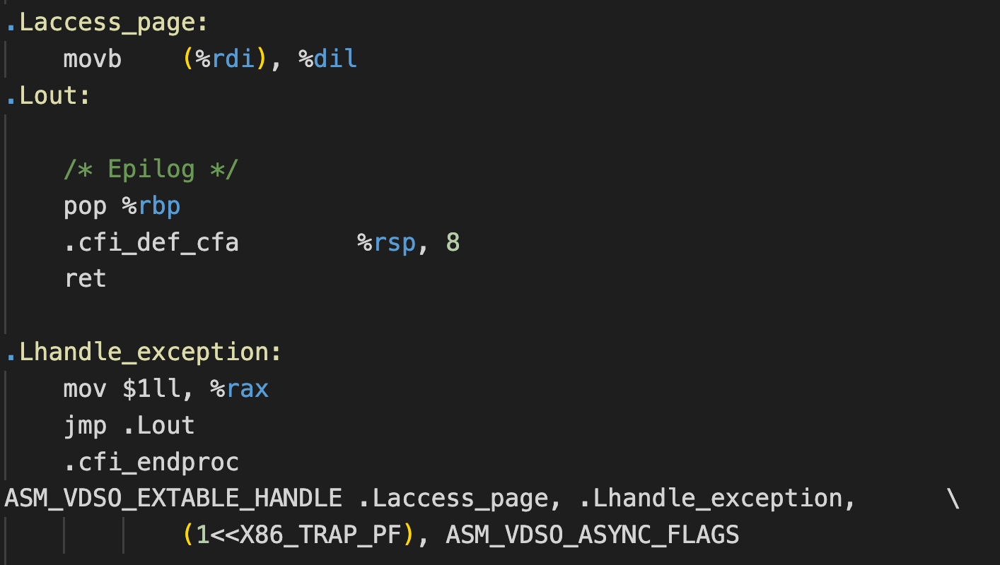 .Laccess_page:
movb (%rdi), %dil
.Lout:
/* Epilog */
pop %rbp
.cfi_def_cfa %rsp, 8
ret
.Lhandle_exception:
mov $1ll, %rax
jmp .Lout
.cfi_endproc
ASM_VDSO_EXTABLE_HANDLE .Laccess_page, .Lhandle_exception, \
(1<<X86_TRAP_PF), ASM_VDSO_ASYNC_FLAGS